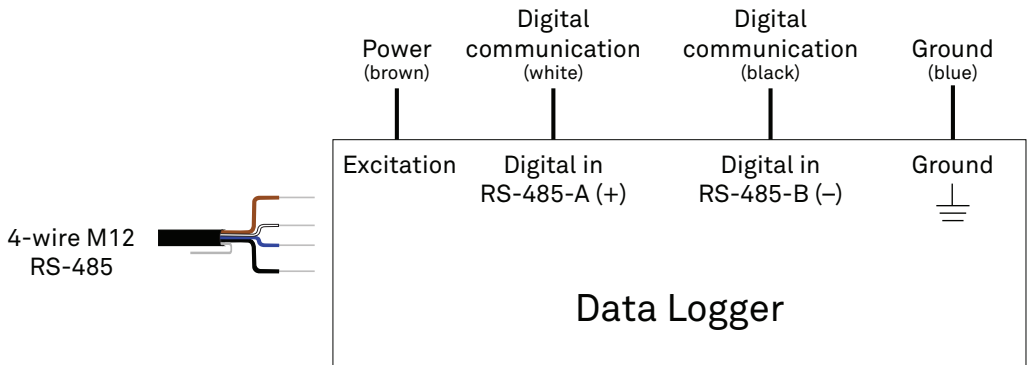 Power
(brown)
Digital
communication
(white)
Digital
communication
(black)
Ground
(blue)
Excitation
Digital in
RS-485-A (+)
Digital in
RS-485-B (–)
Ground
4-wire M12
RS-485
Data Logger